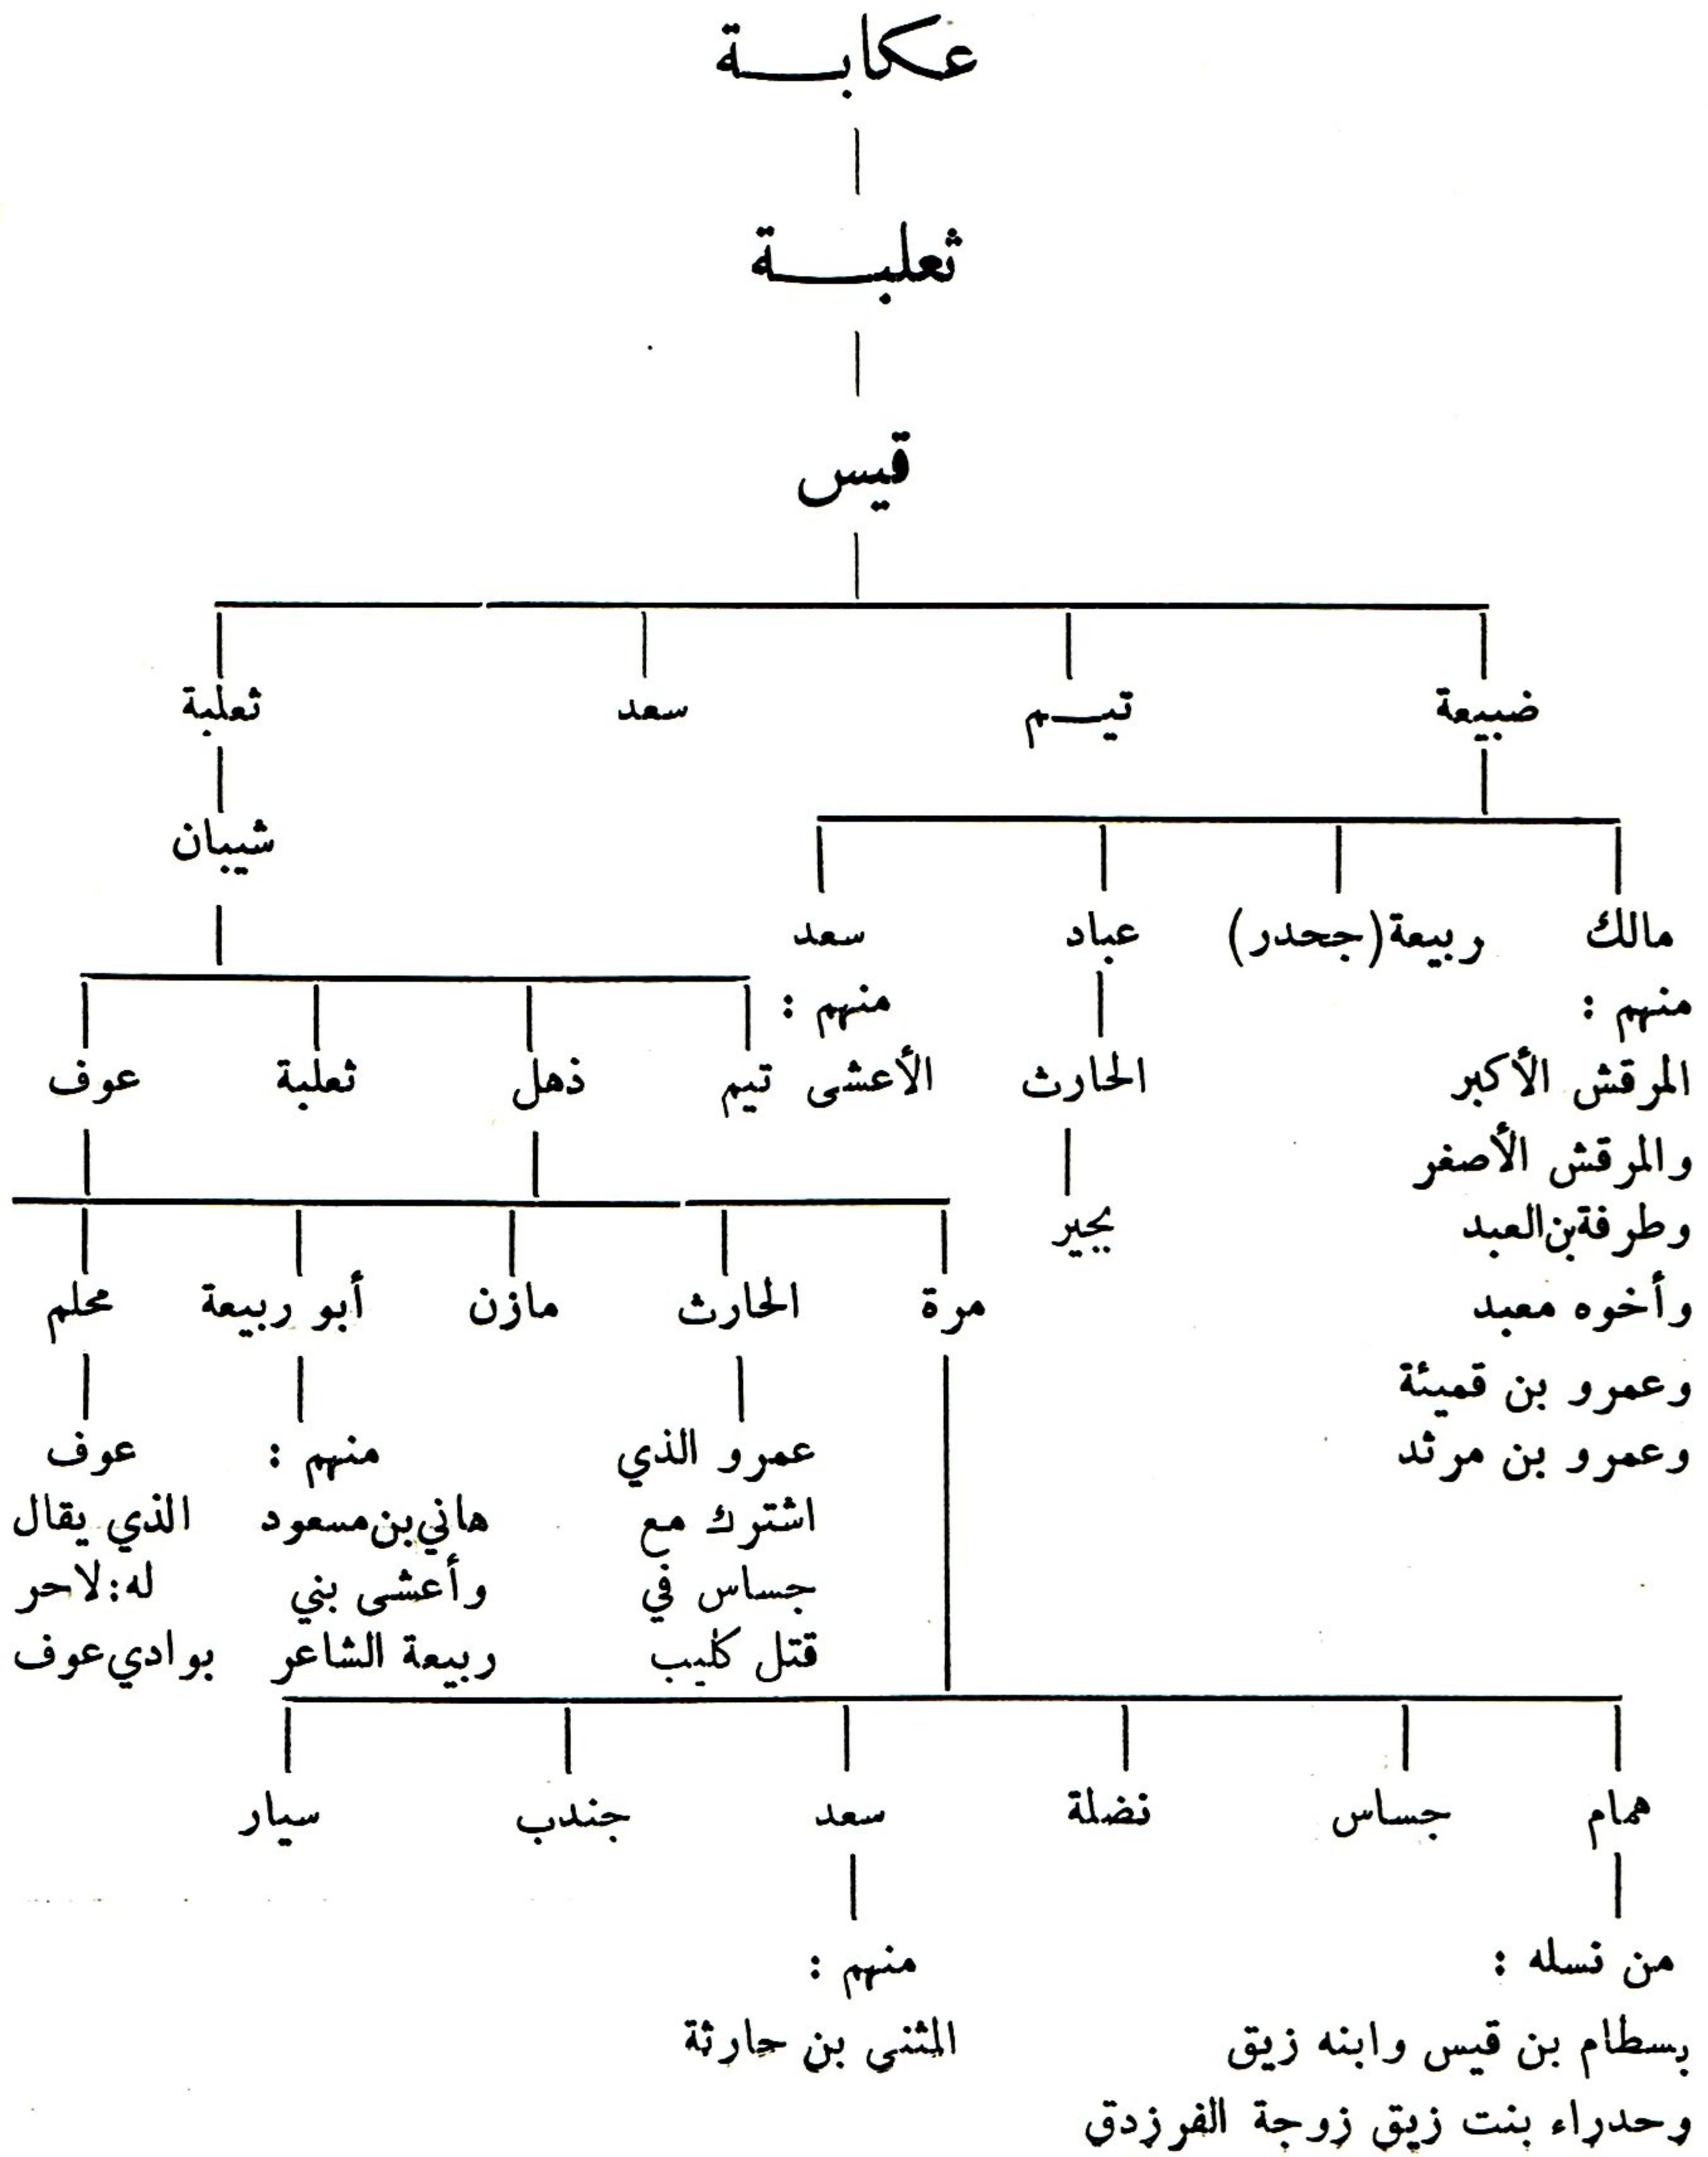 عكابة
ثعلبة
قيس
ضبيعة تيم سعد ثعلبة
شيبان
مالك ربيعة (جحدر) عباد سعد
منهم : منهم :
المرقش الأكبر الحارث الأعشى تيم ذهل ثعلبة عوف
والمرقش الأصغر
وطرفة بن العبد بجير
وأخوه معبد مرة الحارث مازن أبو ربيعة محلم
وعمرو بن قميئة
وعمرو بن مرثد عمرو الذي منهم : عوف
اشترك مع هاني بن مسعود الذي يقال
جساس في وأعشى بني له : لا حر
قتل كليب ربيعة الشاعر بوادي عوف
همام جساس نضلة سعد جندب سيار
من نسله : منهم :
بسطام بن قيس وابنه زيق المثنى بن حارثة
وحدراء بنت زيق زوجة الفرزدق